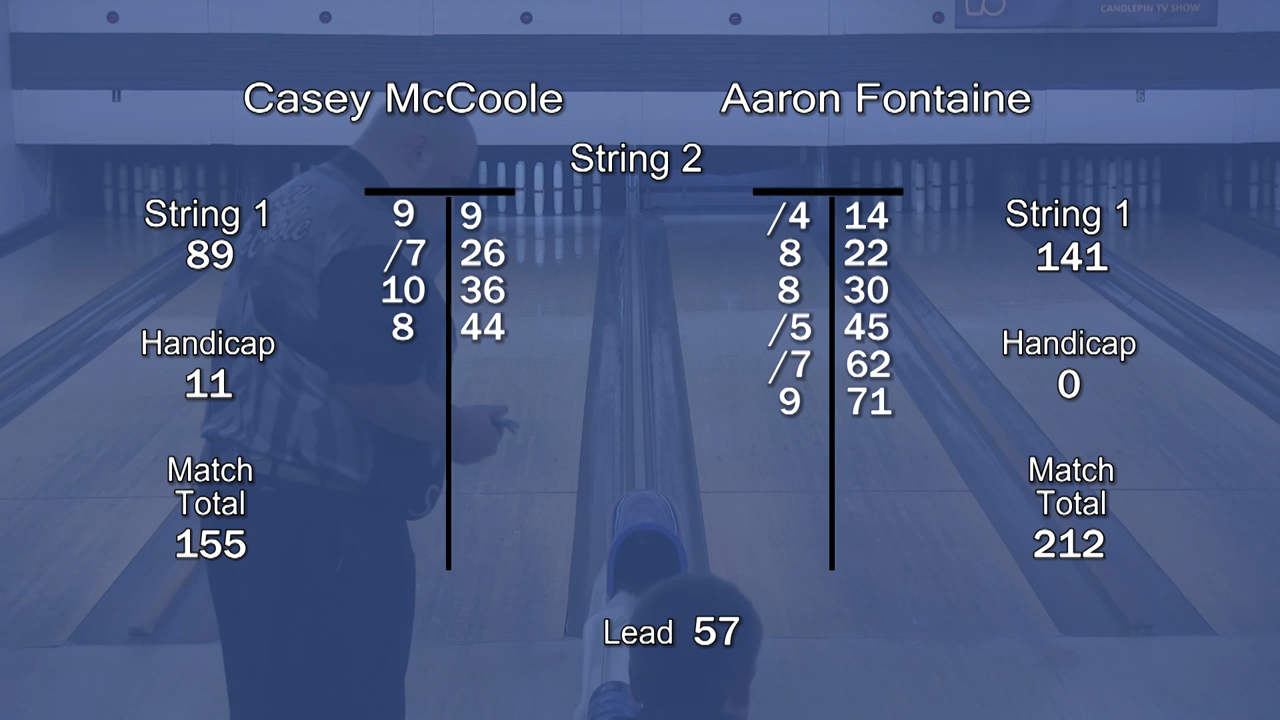 CANDLEPIN TV SHOW
Casey McCoole
Aaron Fontaine
String 2
String 1
89
Handicap
11
Match
Total
155
9 9
/7 26
10 36
8 44
/4 14
8 22
8 30
/5 45
/7 62
9 71
String 1
141
Handicap
0
Match
Total
212
Lead 57